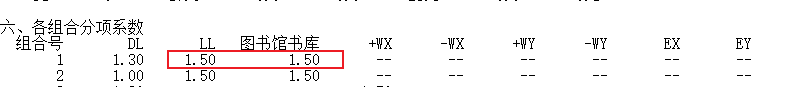 六、各组合分项系数
组合号 DL LL 图书馆书库 +WX -WX +WY -WY EX EY
1 1.30 1.50 1.50 -- -- -- -- -- --
2 1.00 1.50 1.50 -- -- -- -- -- --